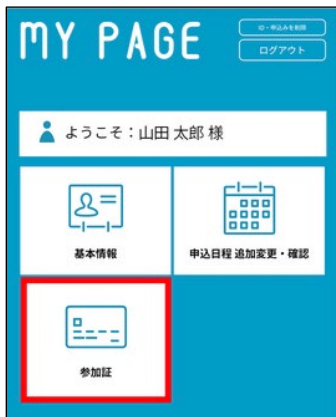 MY PAGE
ID・申込みを削除
ログアウト
ようこそ：山田 太郎 様
基本情報
申込日程 追加変更・確認
参加証